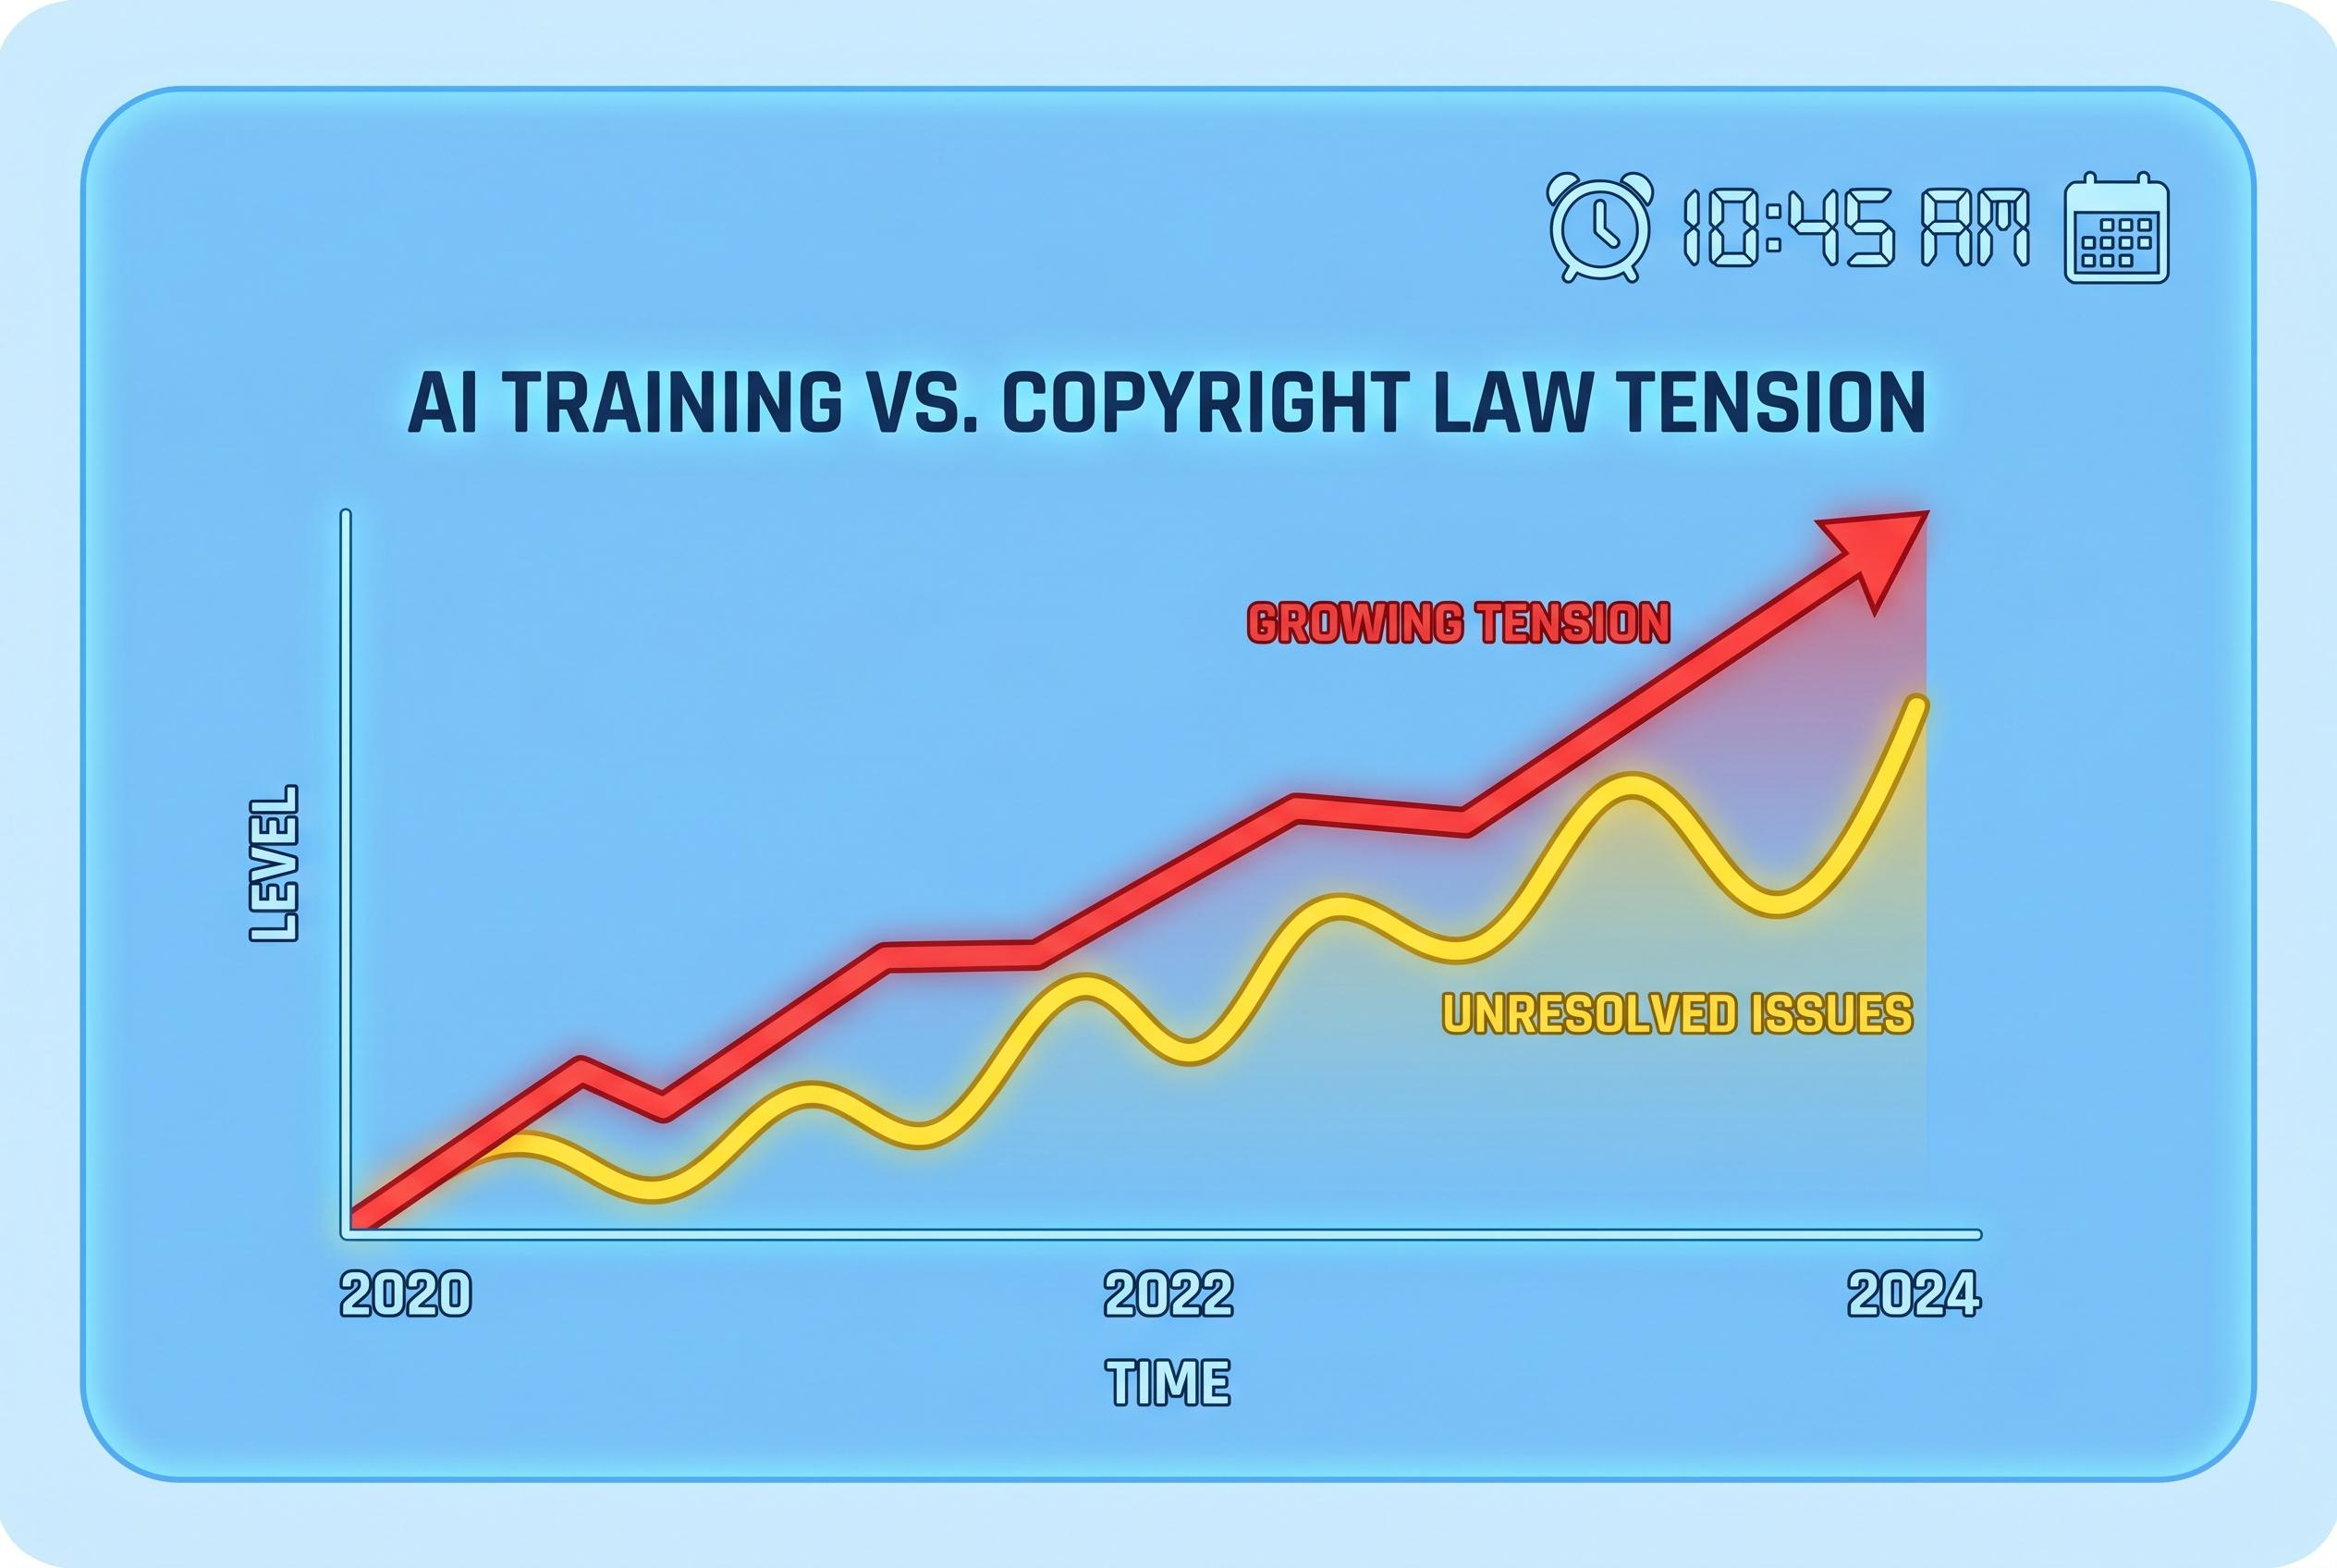 10:45 AM
AI TRAINING VS. COPYRIGHT LAW TENSION
GROWING TENSION
LEVEL
UNRESOLVED ISSUES
2020 2022 2024
TIME